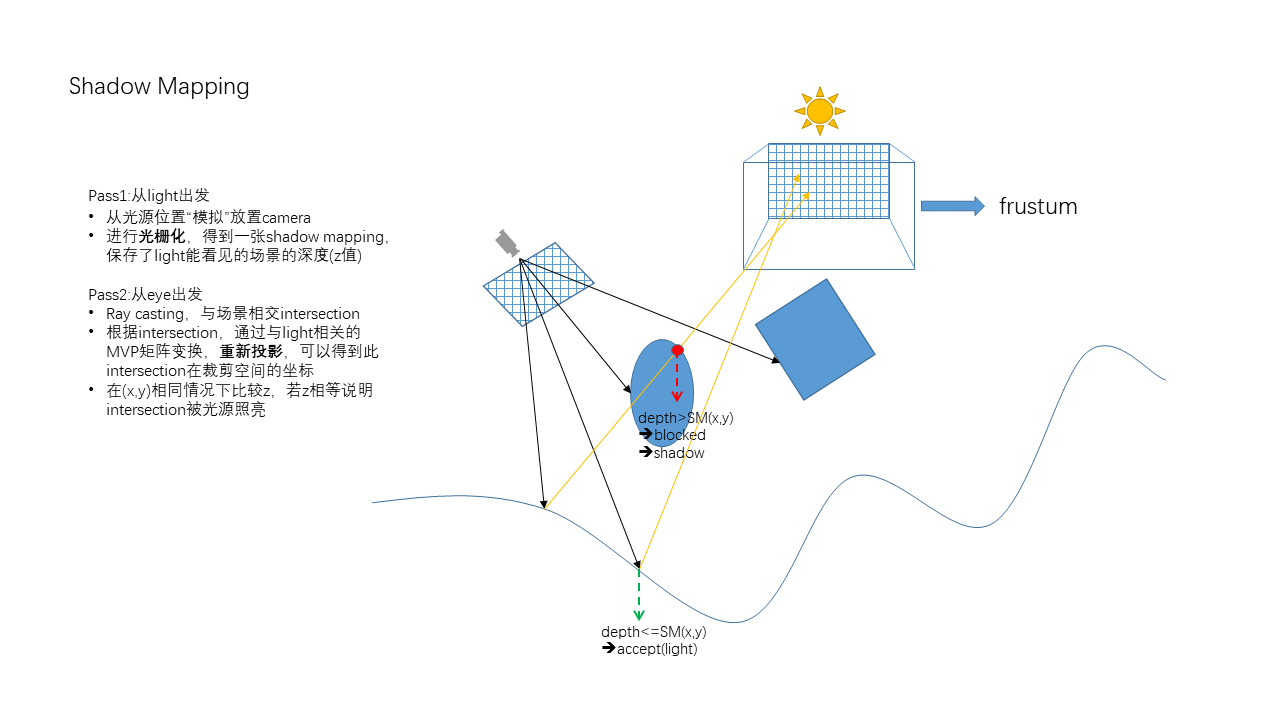 Shadow Mapping
Pass1:从light出发
• 从光源位置“模拟”放置camera
• 进行光栅化，得到一张shadow mapping，
保存了light能看见的场景的深度(z值)
Pass2:从eye出发
• Ray casting，与场景相交intersection
• 根据intersection，通过与light相关的
MVP矩阵变换，重新投影，可以得到此
intersection在裁剪空间的坐标
• 在(x,y)相同情况下比较z，若z相等说明
intersection被光源照亮
frustum
depth>SM(x,y)
➔blocked
➔shadow
depth<=SM(x,y)
➔accept(light)